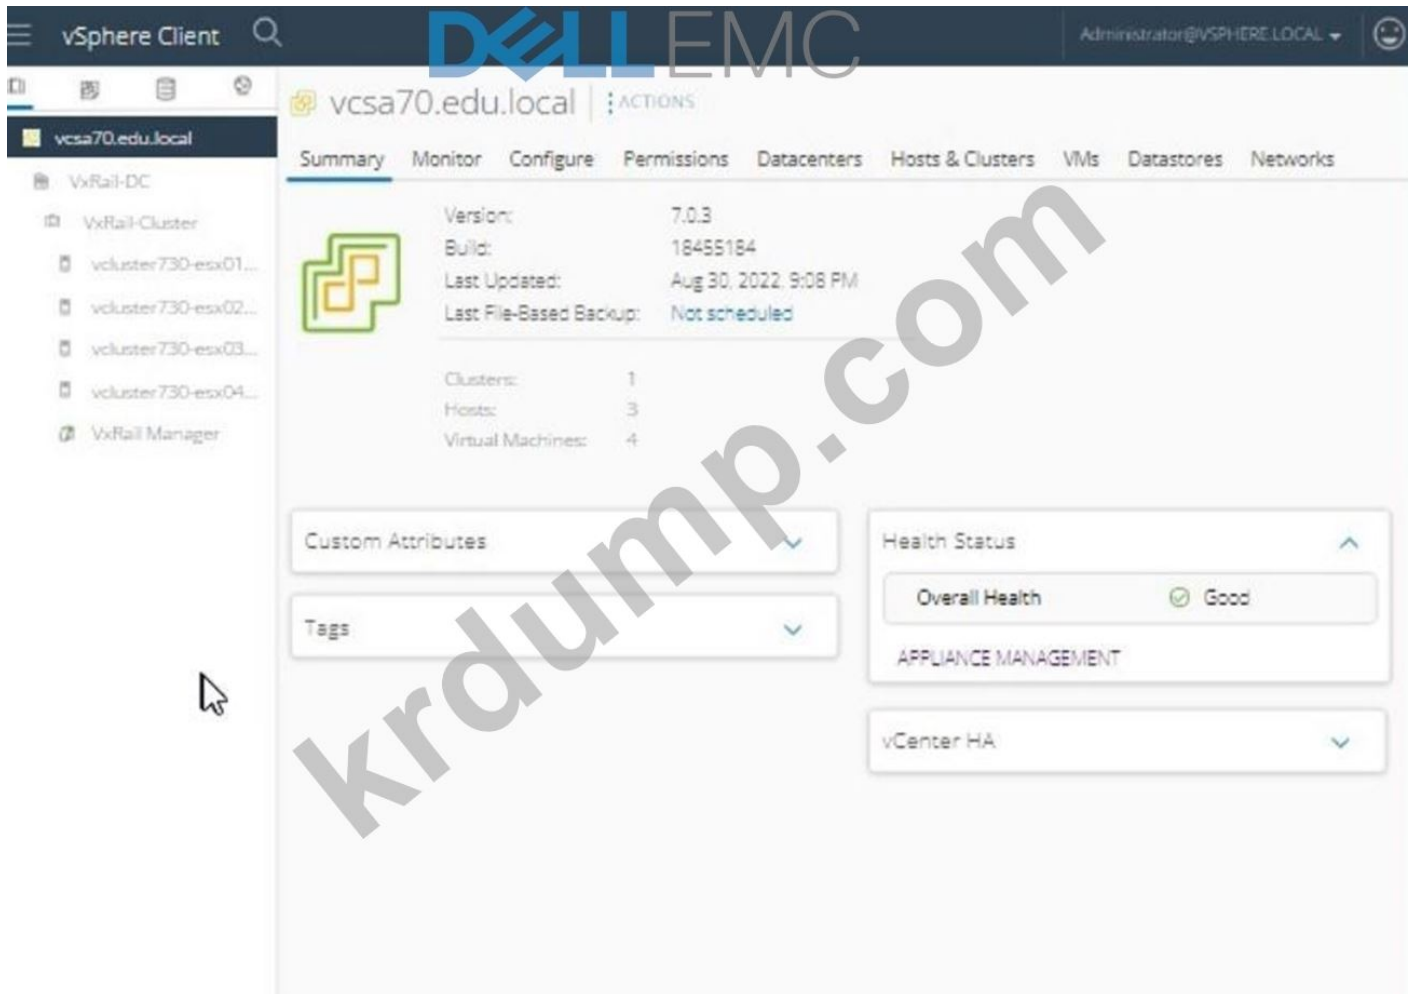 vSphere Client
DELL EMC
Administrator@VSPHERE.LOCAL
vcsa70.edu.local
VxRail-DC
VxRail-Cluster
vcluster730-esx01...
vcluster730-esx02...
vcluster730-esx03...
vcluster730-esx04...
VxRail Manager
vcsa70.edu.local
ACTIONS
Summary Monitor Configure Permissions Datacenters Hosts & Clusters VMs Datastores Networks
Version: 7.0.3
Build: 18455184
Last Updated: Aug 30, 2022, 9:08 PM
Last File-Based Backup: Not scheduled
Clusters: 1
Hosts: 3
Virtual Machines: 4
Custom Attributes
Tags
Health Status
Overall Health Good
APPLIANCE MANAGEMENT
vCenter HA
krdump.com